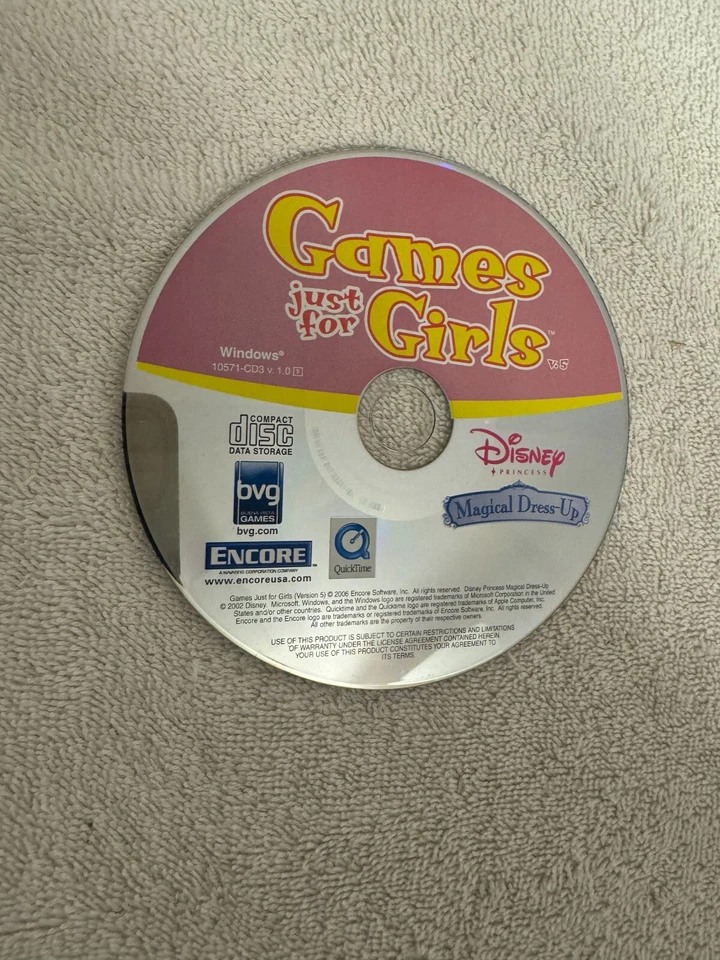 Games
just for Girls™
V.5
Windows®
10571-CD3 v. 1.0 9
COMPACT
disc
DATA STORAGE
Disney
PRINCESS
Magical Dress-Up
bvg
BUENA VISTA
GAMES
bvg.com
ENCORE™
A NAVARRE CORPORATION COMPANY
www.encoreusa.com
QuickTime
Games Just for Girls (Version 5) © 2006 Encore Software, Inc. All rights reserved. Disney Princess Magical Dress-Up
© 2002 Disney. Microsoft, Windows, and the Windows logo are registered trademarks of Microsoft Corporation in the United
States and/or other countries. Quicktime and the Quicktime logo are registered trademarks of Apple Computer, Inc.
Encore and the Encore logo are trademarks or registered trademarks of Encore Software, Inc. All rights reserved.
All other trademarks are the property of their respective owners.
USE OF THIS PRODUCT IS SUBJECT TO CERTAIN RESTRICTIONS AND LIMITATIONS
OF WARRANTY UNDER THE LICENSE AGREEMENT CONTAINED HEREIN.
YOUR USE OF THIS PRODUCT CONSTITUTES YOUR AGREEMENT TO
ITS TERMS.